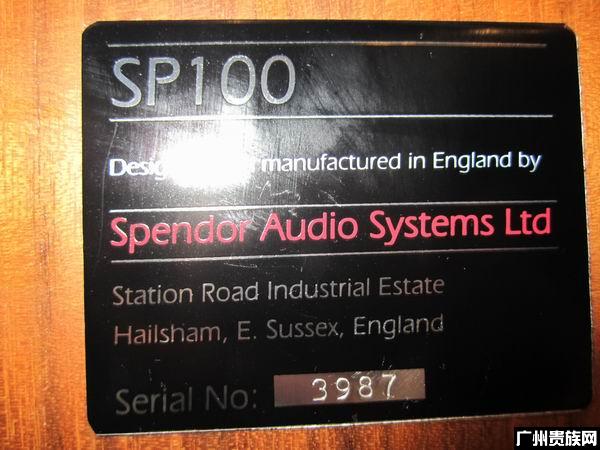 SP100
manufactured in England by
Spendor Audio Systems Ltd
Station Road Industrial Estate
Hailsham, E. Sussex, England
Serial No: 3987
广州贵族网